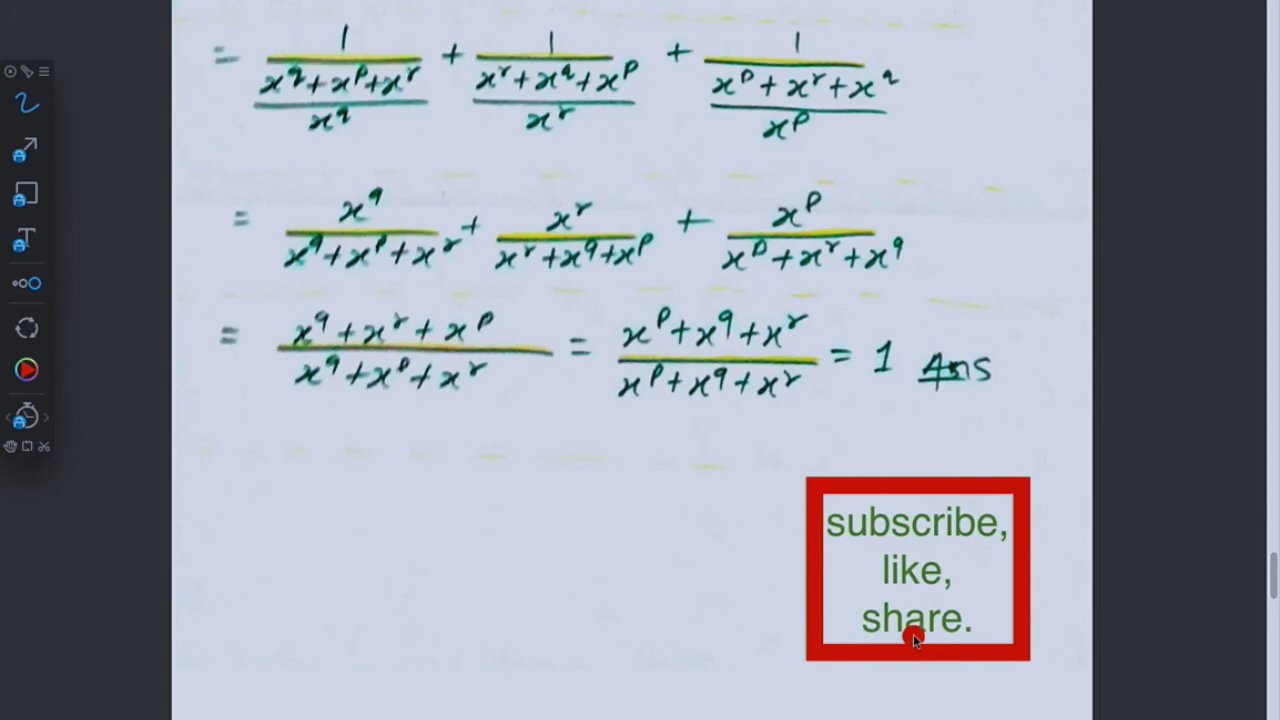 = 1/((x^q+x^p+x^r)/x^q) + 1/((x^r+x^q+x^p)/x^r) + 1/((x^p+x^r+x^q)/x^p)
= x^q/(x^q+x^p+x^r) + x^r/(x^r+x^q+x^p) + x^p/(x^p+x^r+x^q)
= (x^q+x^r+x^p)/(x^q+x^p+x^r) = (x^p+x^q+x^r)/(x^p+x^q+x^r) = 1 Ans
subscribe,
like,
share.